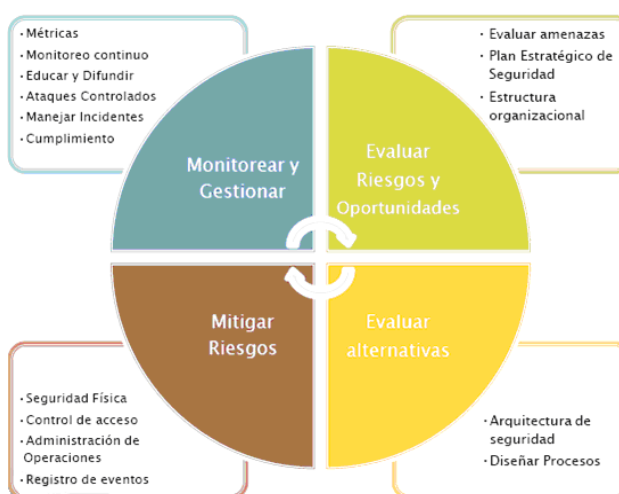 • Métricas
• Monitoreo continuo
• Educar y Difundir
• Ataques Controlados
• Manejar Incidentes
• Cumplimiento
• Evaluar amenazas
• Plan Estratégico de
Seguridad
• Estructura
organizacional
Monitorear y
Gestionar
Evaluar
Riesgos y
Oportunidades
Mitigar
Riesgos
Evaluar
alternativas
• Seguridad Física
• Control de acceso
• Administración de
Operaciones
• Registro de eventos
• Arquitectura de
seguridad
• Diseñar Procesos